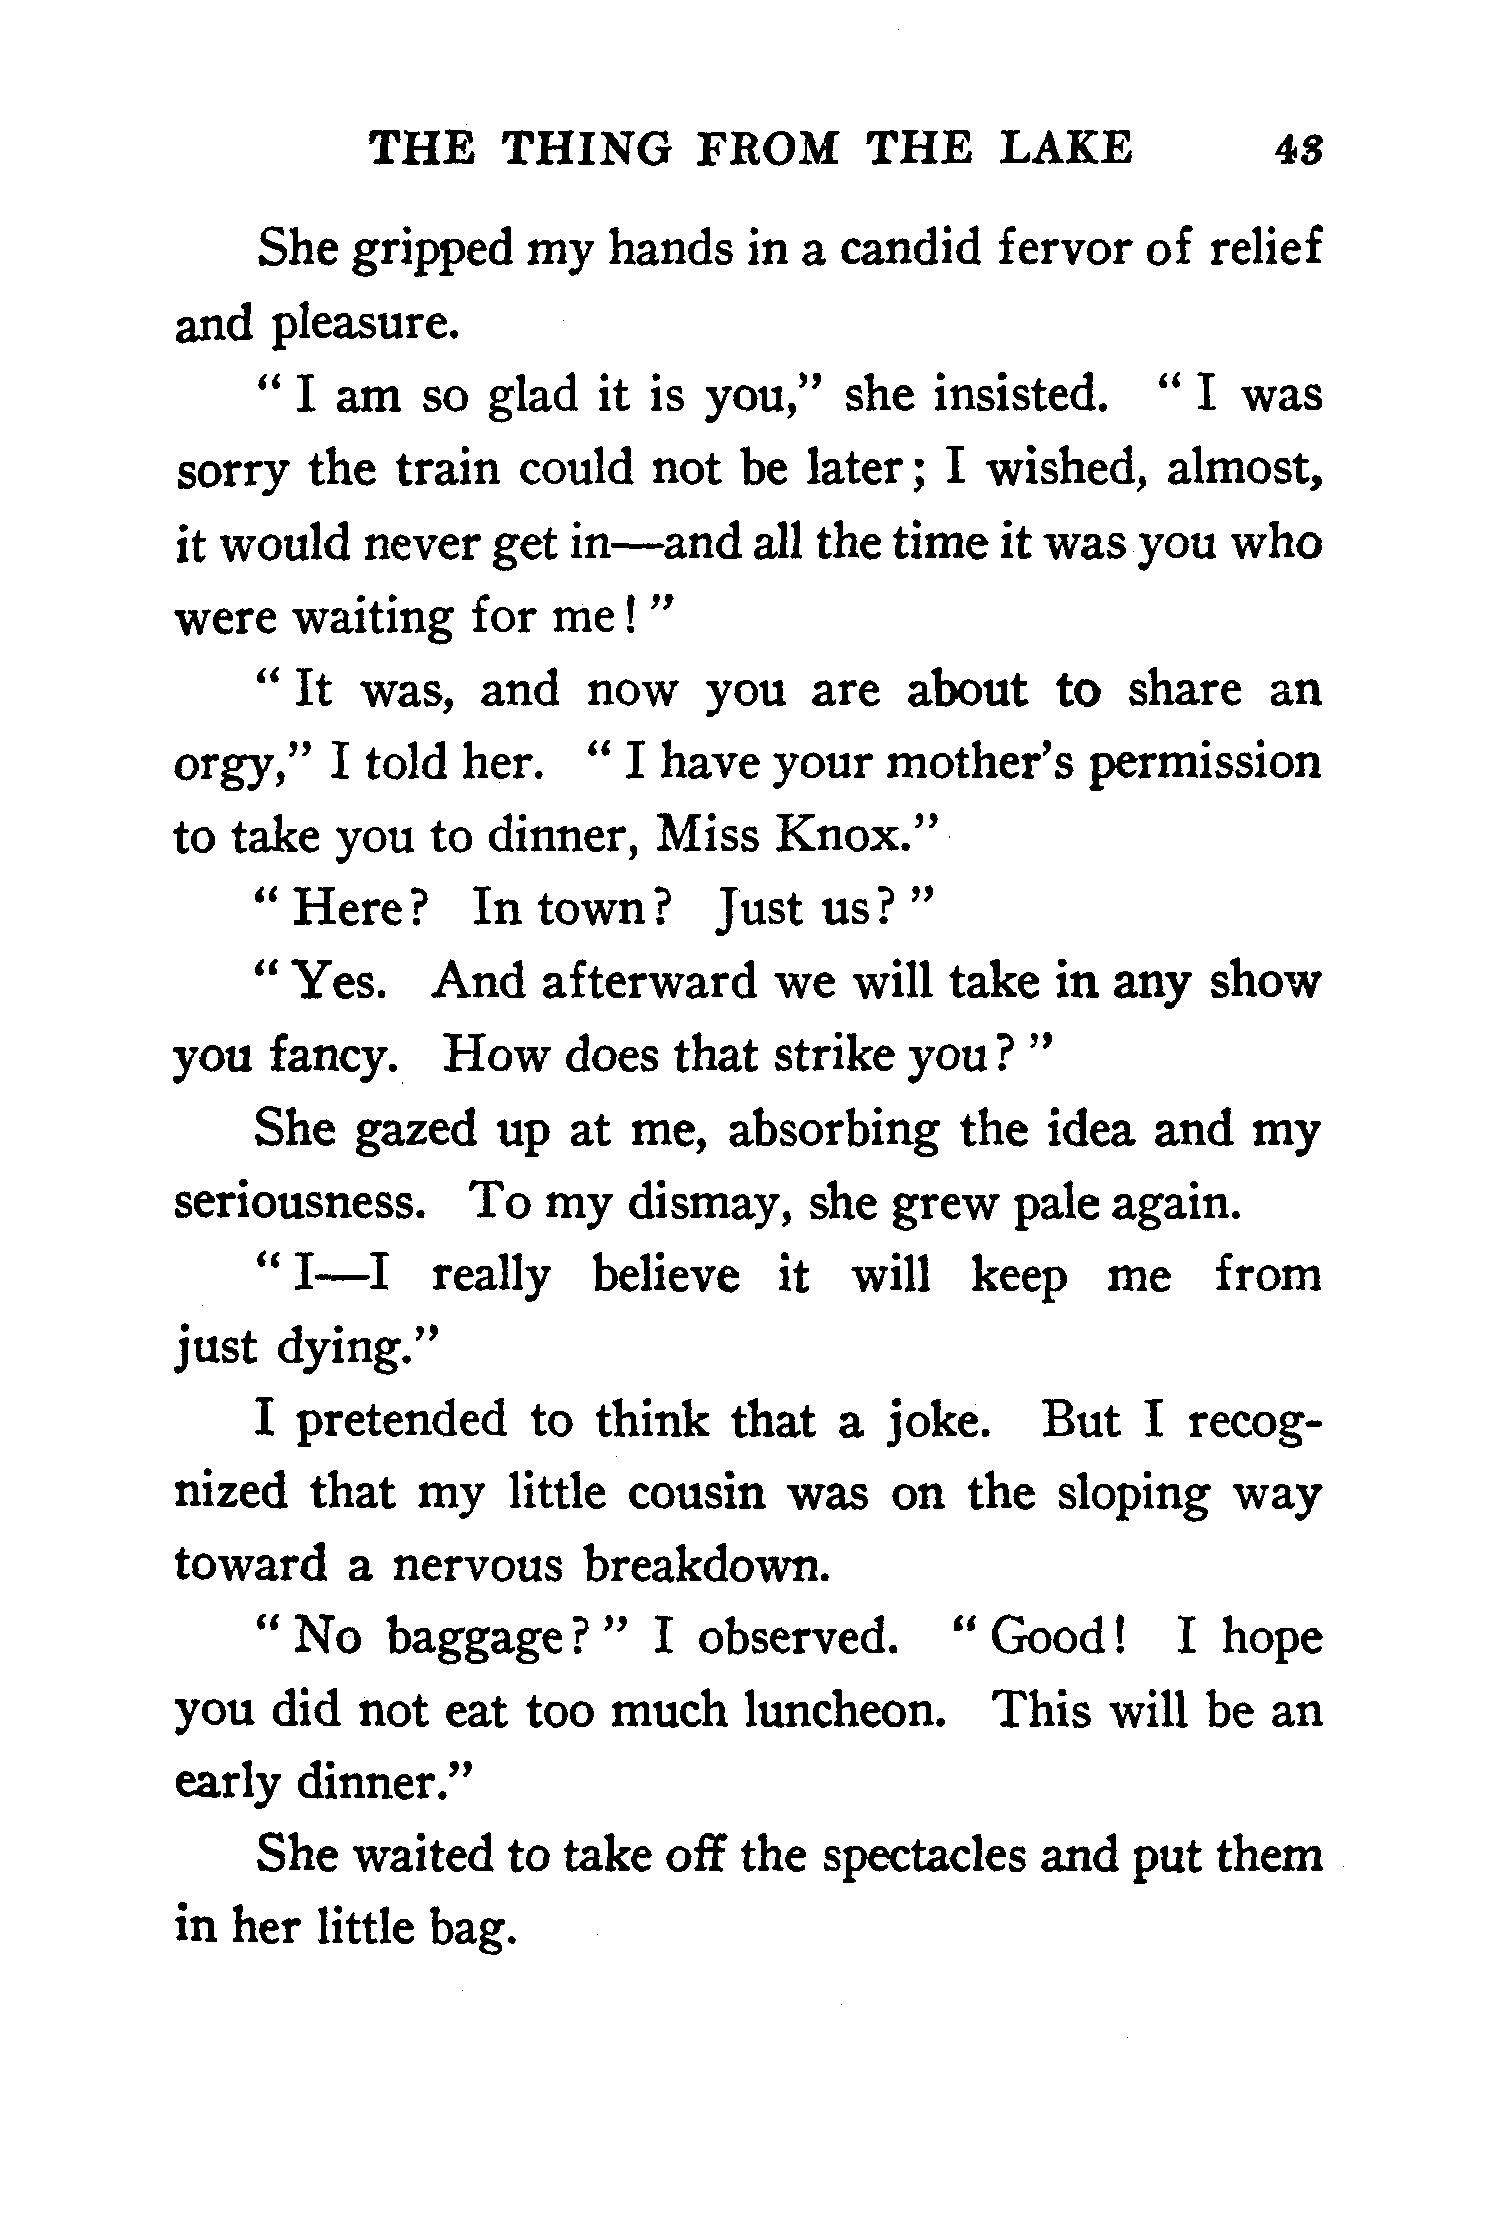 THE THING FROM THE LAKE 43
She gripped my hands in a candid fervor of relief
and pleasure.
“ I am so glad it is you,” she insisted. “ I was
sorry the train could not be later ; I wished, almost,
it would never get in—and all the time it was you who
were waiting for me ! ”
“ It was, and now you are about to share an
orgy,” I told her. “ I have your mother’s permission
to take you to dinner, Miss Knox.”
“ Here ? In town ? Just us ? ”
“ Yes. And afterward we will take in any show
you fancy. How does that strike you ? ”
She gazed up at me, absorbing the idea and my
seriousness. To my dismay, she grew pale again.
“ I—I really believe it will keep me from
just dying.”
I pretended to think that a joke. But I recog-
nized that my little cousin was on the sloping way
toward a nervous breakdown.
“ No baggage ? ” I observed. “ Good ! I hope
you did not eat too much luncheon. This will be an
early dinner.”
She waited to take off the spectacles and put them
in her little bag.